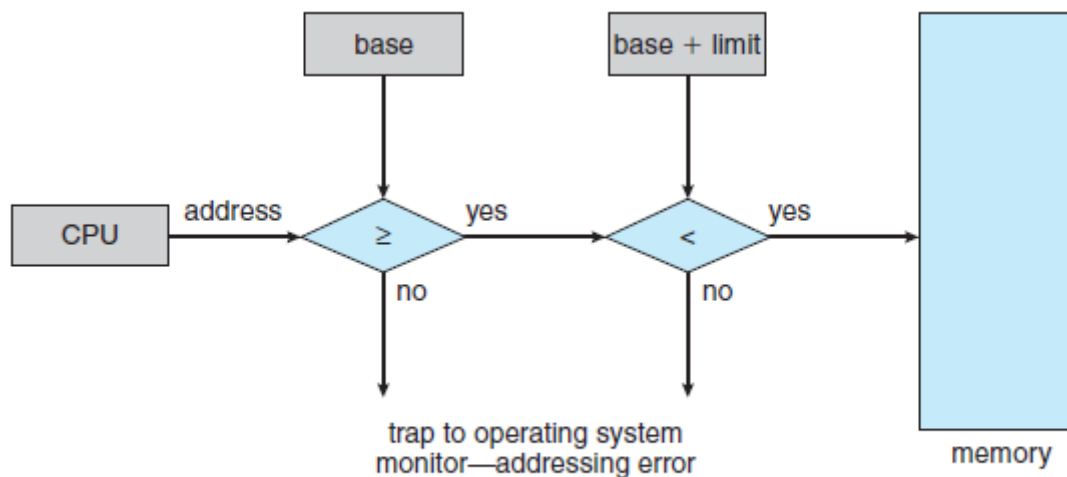 base
base + limit
address
yes
yes
CPU
≥
<
no
no
trap to operating system
monitor—addressing error
memory